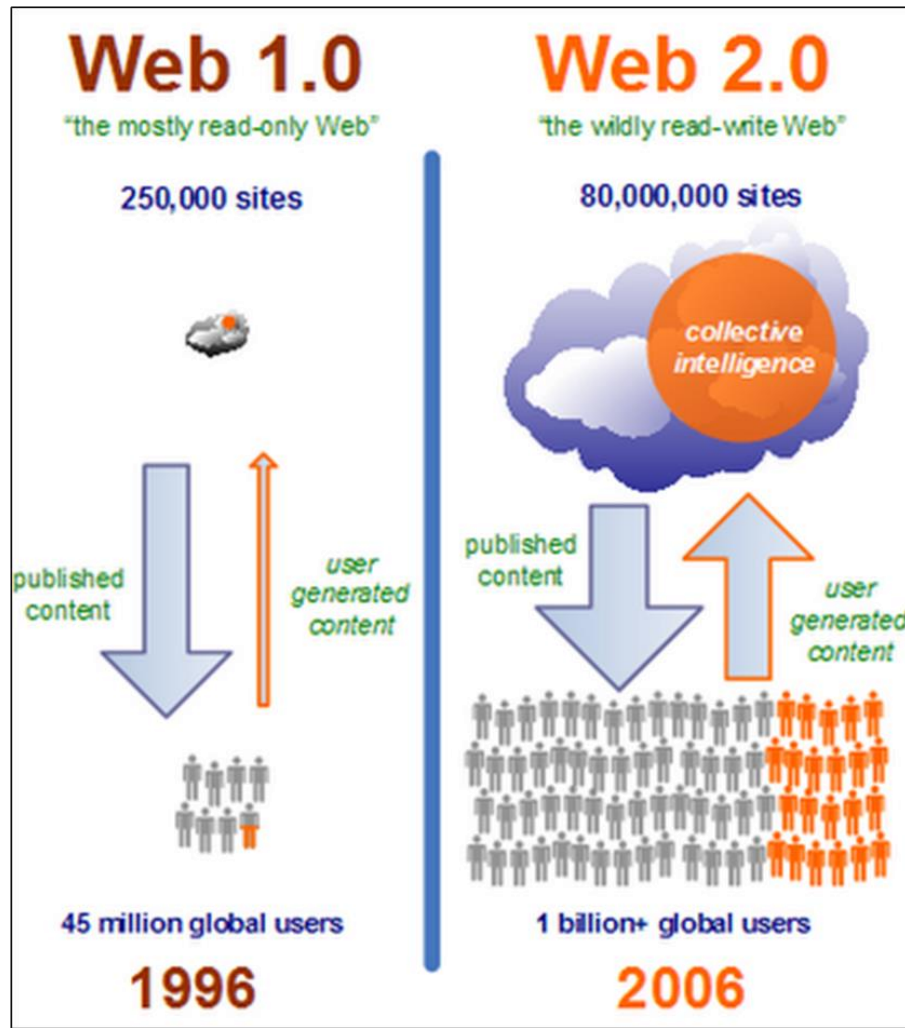 Web 1.0
"the mostly read-only Web"
250,000 sites
published
content
user
generated
content
45 million global users
1996
Web 2.0
"the wildly read-write Web"
80,000,000 sites
collective
intelligence
published
content
user
generated
content
1 billion+ global users
2006